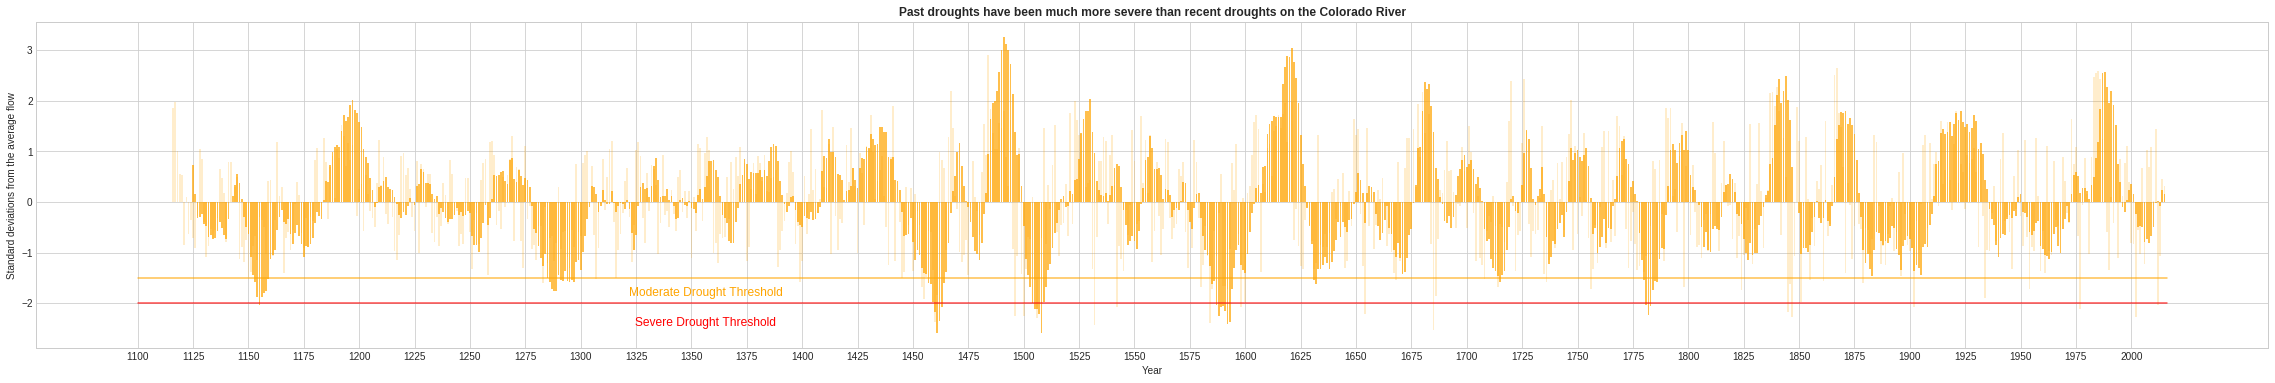 Past droughts have been much more severe than recent droughts on the Colorado River
Standard deviations from the average flow
3
2
1
0
−1
−2
Moderate Drought Threshold
Severe Drought Threshold
1100 1125 1150 1175 1200 1225 1250 1275 1300 1325 1350 1375 1400 1425 1450 1475 1500 1525 1550 1575 1600 1625 1650 1675 1700 1725 1750 1775 1800 1825 1850 1875 1900 1925 1950 1975 2000
Year